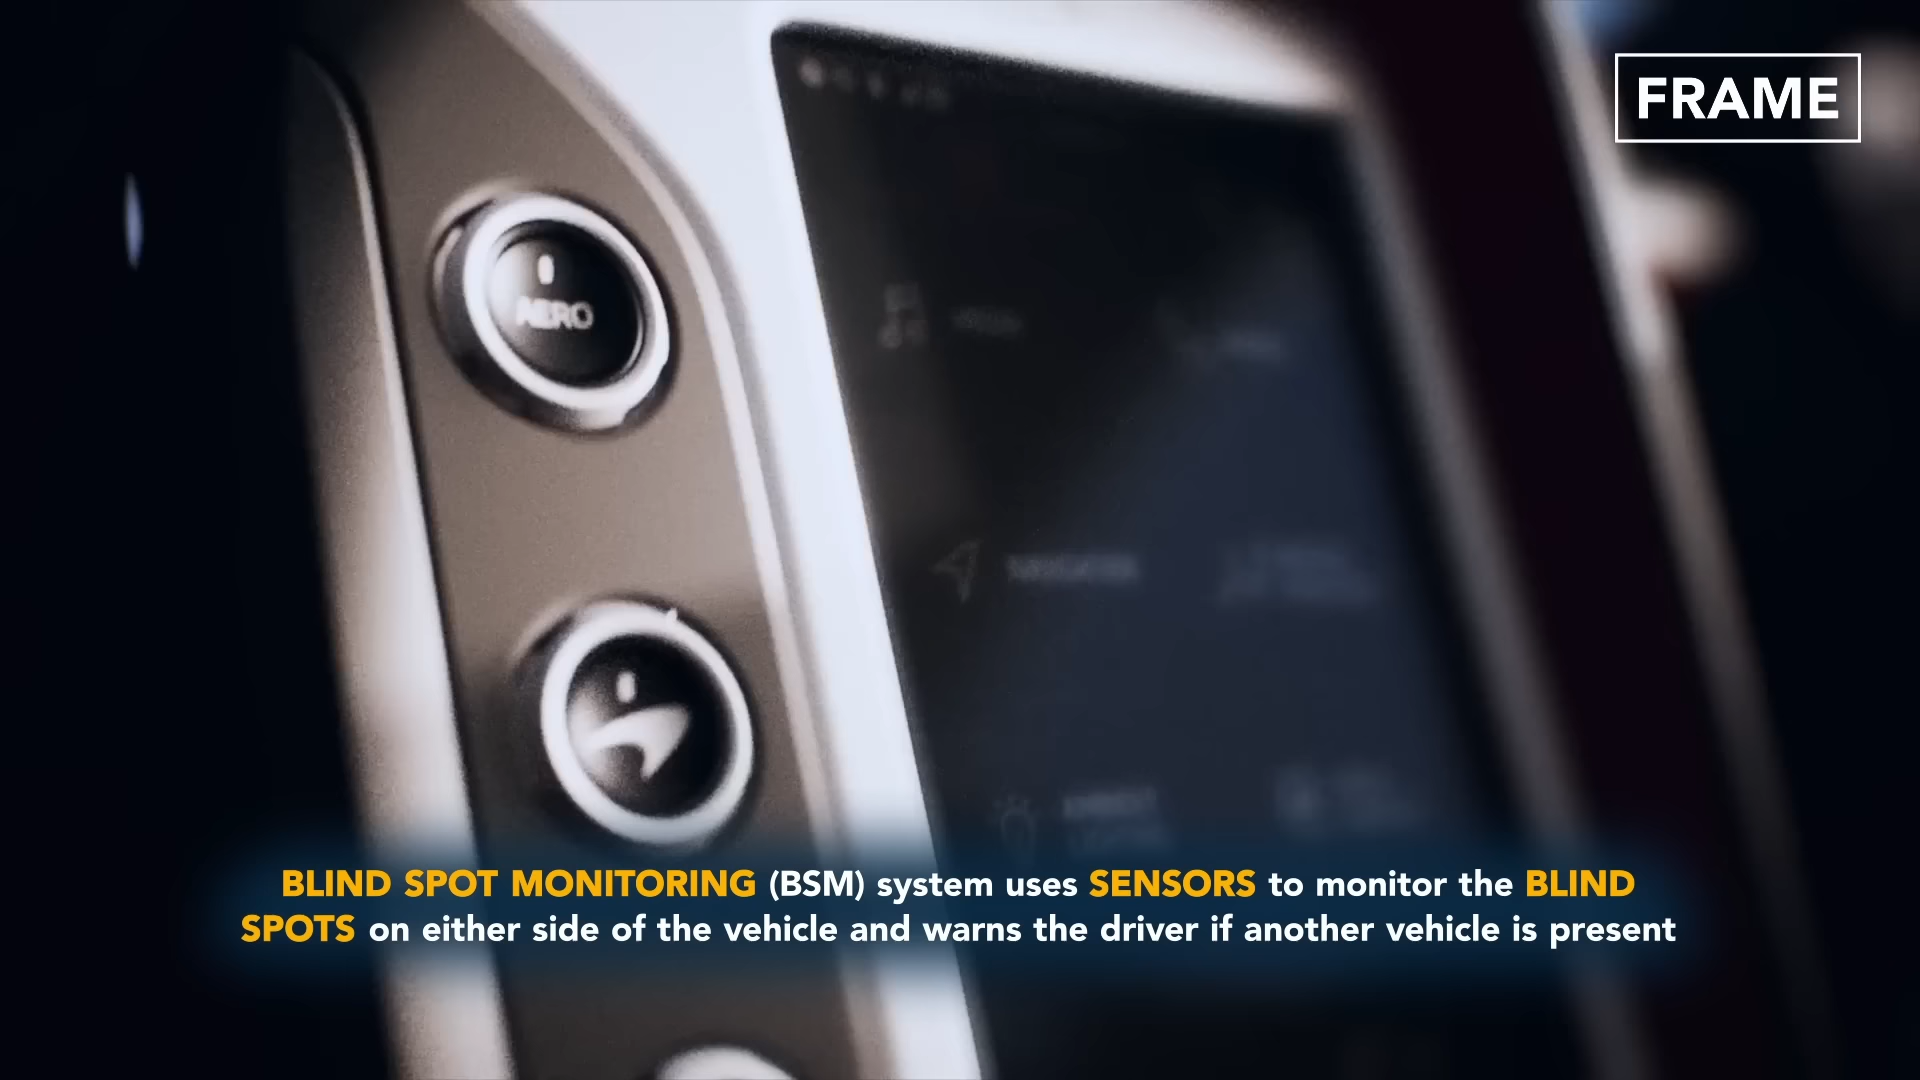 FRAME
AERO
NAVIGATION
BLIND SPOT MONITORING (BSM) system uses SENSORS to monitor the BLIND
SPOTS on either side of the vehicle and warns the driver if another vehicle is present